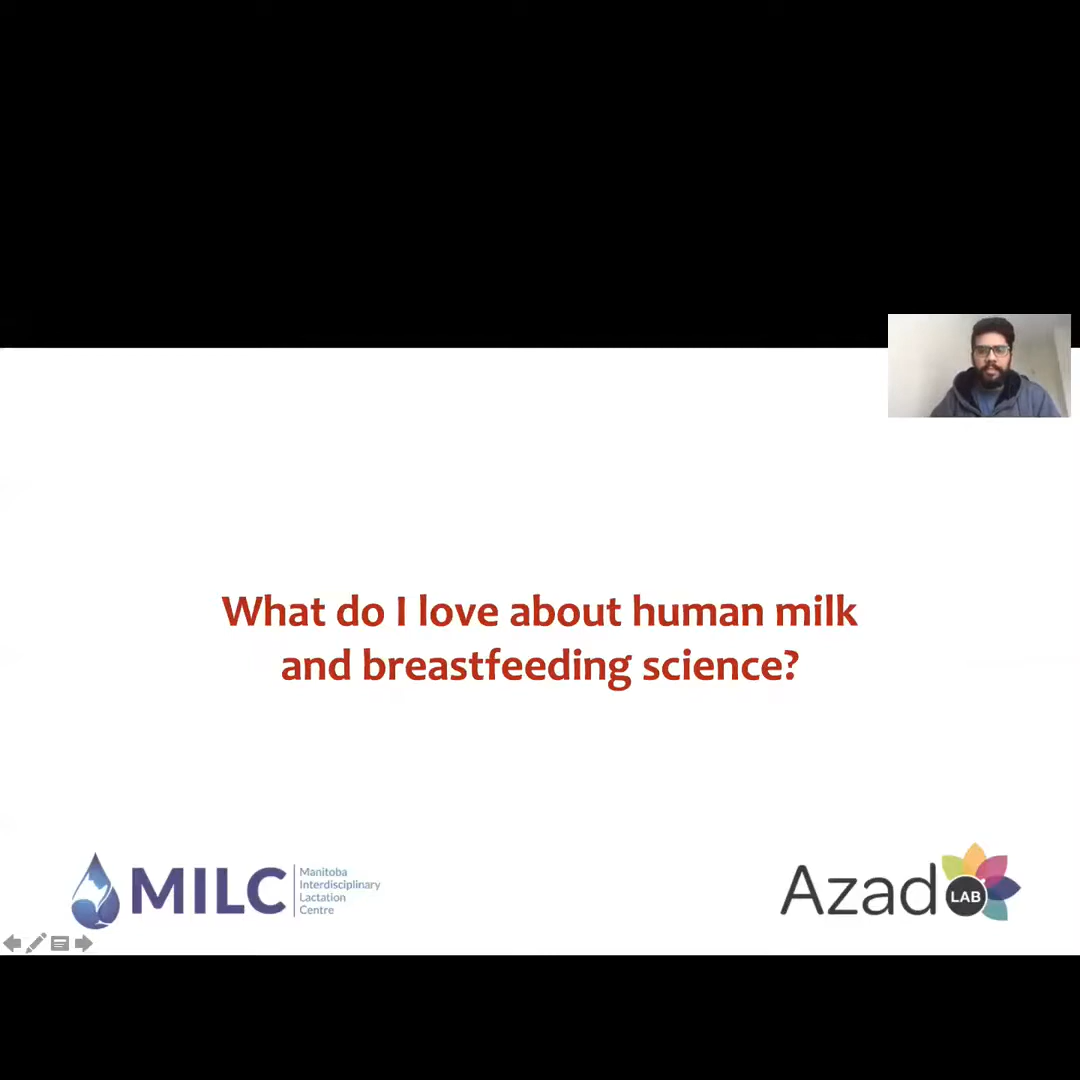 What do I love about human milk
and breastfeeding science?
MILC
Manitoba
Interdisciplinary
Lactation
Centre
Azad
LAB